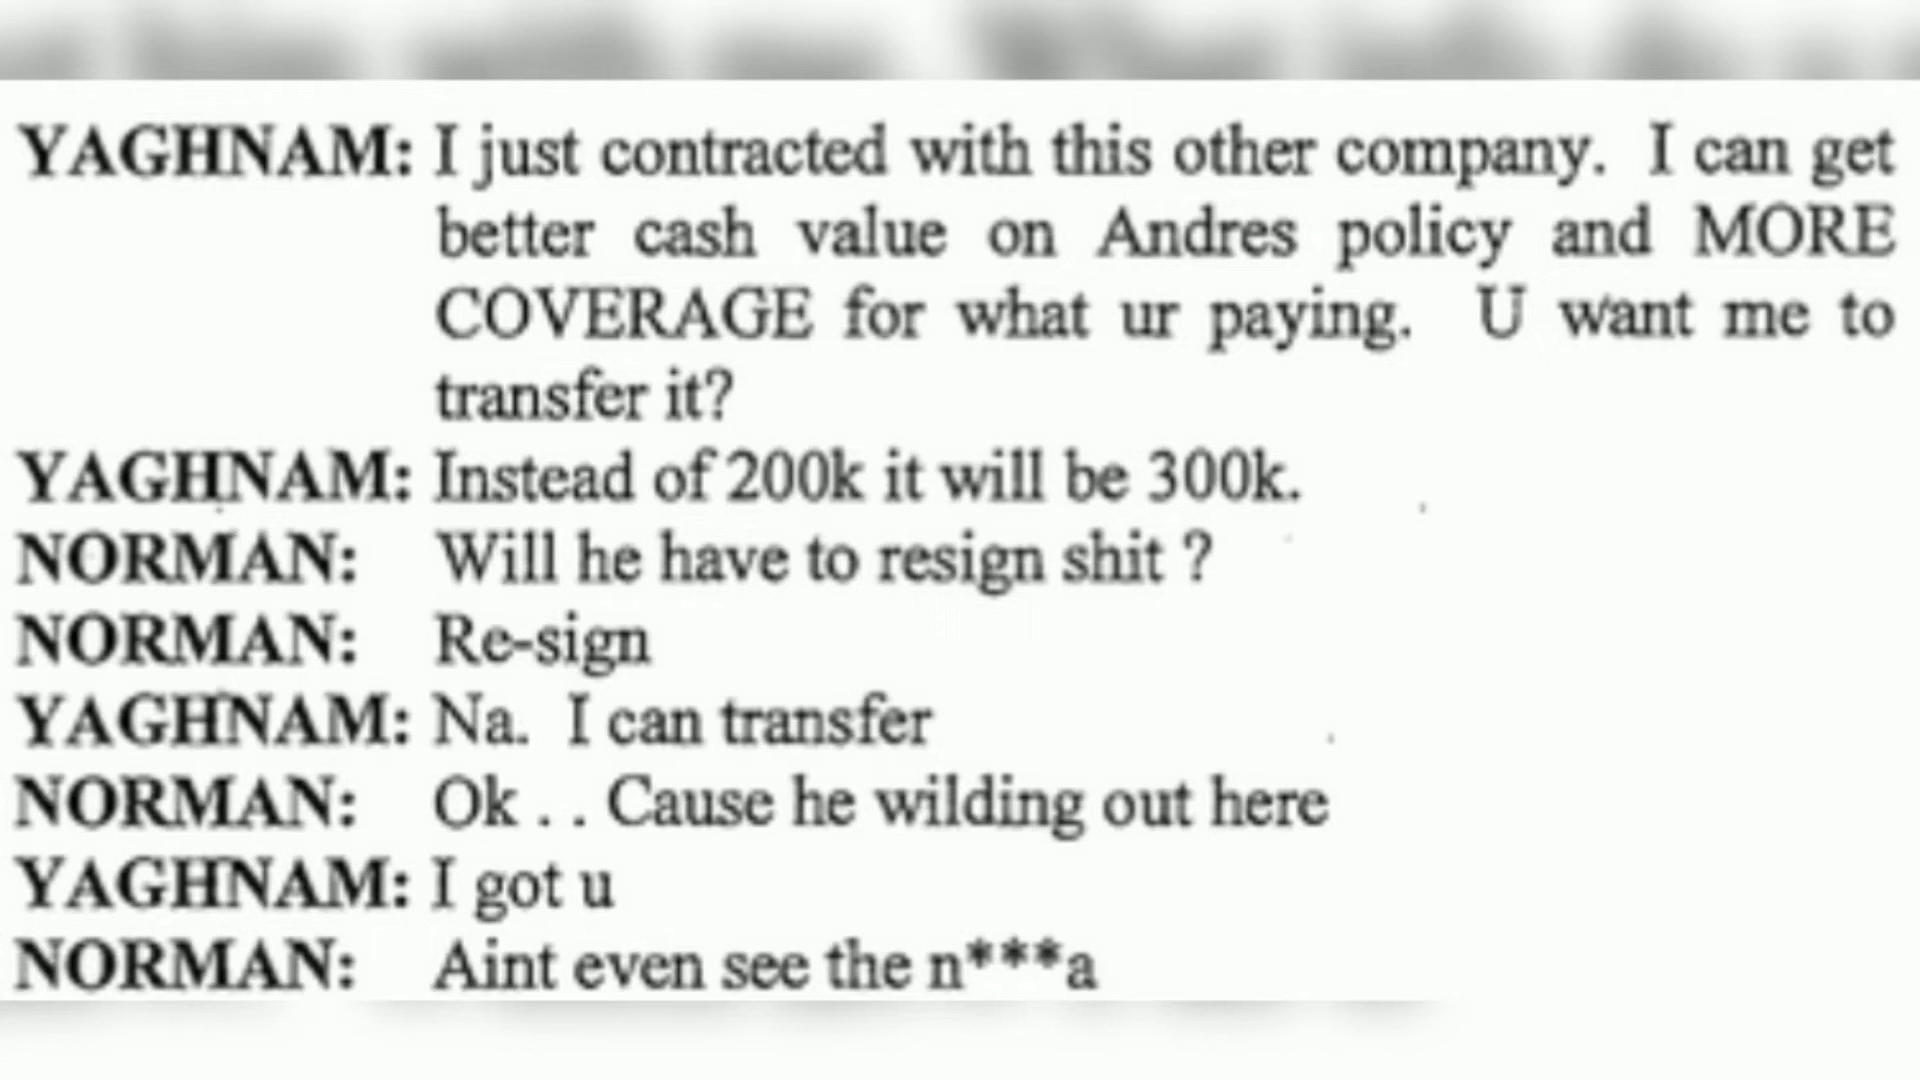 YAGHNAM: I just contracted with this other company. I can get
better cash value on Andres policy and MORE
COVERAGE for what ur paying. U want me to
transfer it?
YAGHNAM: Instead of 200k it will be 300k.
NORMAN: Will he have to resign shit ?
NORMAN: Re-sign
YAGHNAM: Na. I can transfer
NORMAN: Ok . . Cause he wilding out here
YAGHNAM: I got u
NORMAN: Aint even see the n***a